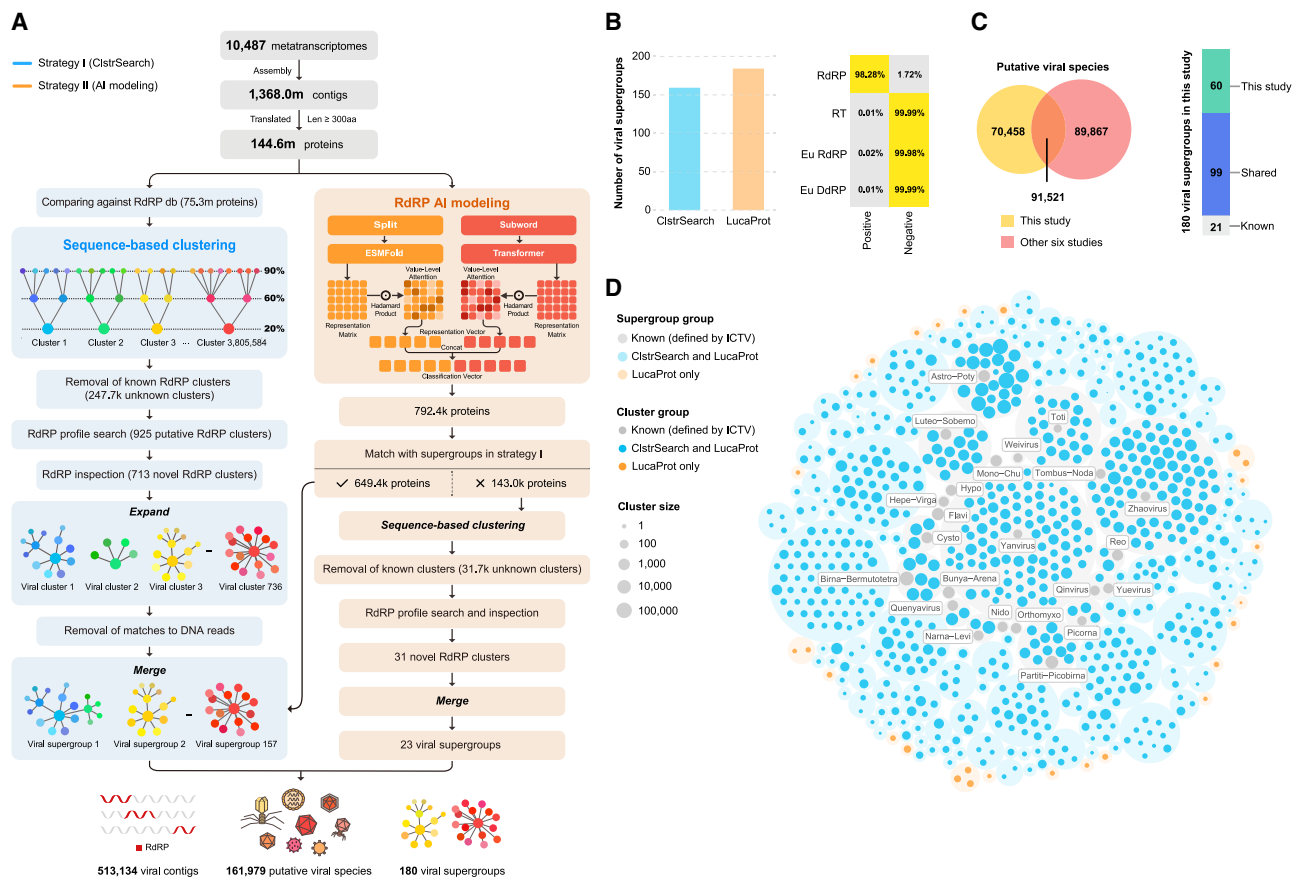 A
Strategy I (ClstrSearch)
Strategy II (AI modeling)
10,487 metatranscriptomes
Assembly
1,368.0m contigs
Translated
Len ≥ 300aa
144.6m proteins
Comparing against RdRP db (75.3m proteins)
Sequence-based clustering
90%
60%
20%
Cluster 1
Cluster 2
Cluster 3
...
Cluster 3,805,584
Removal of known RdRP clusters
(247.7k unknown clusters)
RdRP profile search (925 putative RdRP clusters)
RdRP inspection (713 novel RdRP clusters)
Expand
Viral cluster 1
Viral cluster 2
Viral cluster 3
Viral cluster 736
Removal of matches to DNA reads
Merge
Viral supergroup 1
Viral supergroup 2
Viral supergroup 157
RdRP AI modeling
Split
Subword
ESMFold
Transformer
Value-Level
Attention
Value-Level
Attention
Hadamard
Product
Hadamard
Product
Representation
Matrix
Representation
Matrix
Representation Vector
Concat
Classification Vector
792.4k proteins
Match with supergroups in strategy I
649.4k proteins
143.0k proteins
Sequence-based clustering
Removal of known clusters (31.7k unknown clusters)
RdRP profile search and inspection
31 novel RdRP clusters
Merge
23 viral supergroups
RdRP
513,134 viral contigs
161,979 putative viral species
180 viral supergroups
B
Number of viral supergroups
200
150
100
50
0
ClstrSearch
LucaProt
RdRP
98.28%
1.72%
RT
0.01%
99.99%
Eu RdRP
0.02%
99.98%
Eu DdRP
0.01%
99.99%
Positive
Negative
C
Putative viral species
70,458
89,867
91,521
This study
Other six studies
180 viral supergroups in this study
60
This study
99
Shared
21
Known
D
Supergroup group
Known (defined by ICTV)
ClstrSearch and LucaProt
LucaProt only
Cluster group
Known (defined by ICTV)
ClstrSearch and LucaProt
LucaProt only
Cluster size
1
100
1,000
10,000
100,000
Astro−Poty
Luteo−Sobemo
Toti
Weivirus
Mono−Chu
Tombus−Noda
Hypo
Hepe−Virga
Flavi
Zhaovirus
Cysto
Yanvirus
Reo
Birna−Bermutotetra
Bunya−Arena
Qinvirus
Yuevirus
Quenyavirus
Nido
Orthomyxo
Picorna
Narna−Levi
Partiti−Picobirna